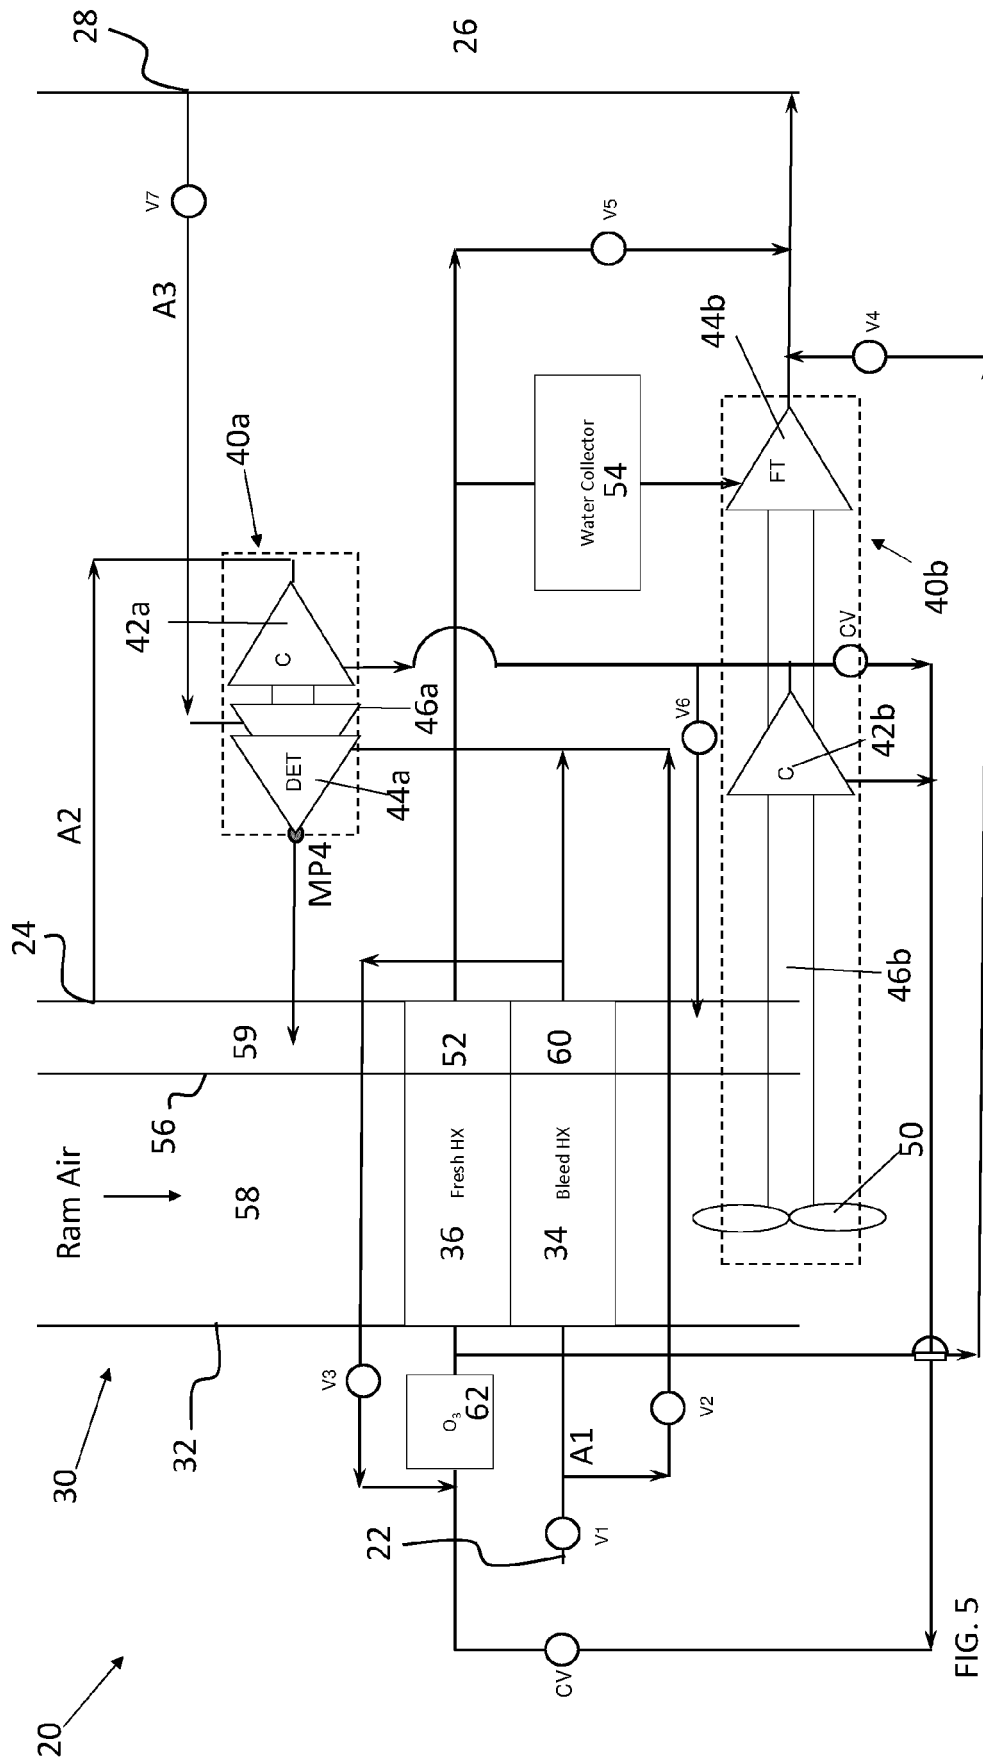 20
30
32
Ram Air
56
24
A2
28
58
59
MP4
DET
44a
46a
C
42a
40a
A3
V7
26
CV
22
V3
O₃
62
36
Fresh HX
52
A1
V1
34
Bleed HX
60
V2
V6
Water Collector
54
V5
50
46b
C
42b
CV
40b
FT
44b
V4
FIG. 5